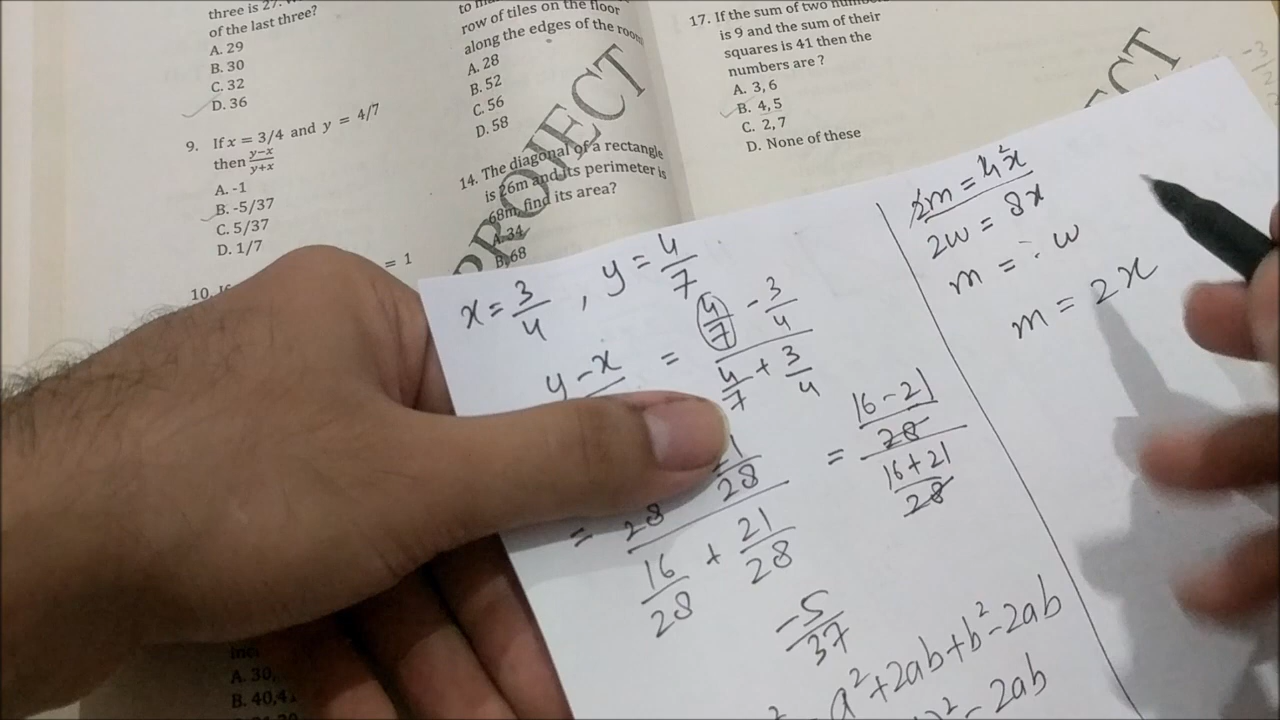 three is 27.
of the last three?
A. 29
B. 30
C. 32
D. 36
9. If x = 3/4 and y = 4/7
then y-x/y+x
A. -1
B. -5/37
C. 5/37
D. 1/7
10.
= 1
A. 30,
B. 40,4
row of tiles on the floor
along the edges of the room
A. 28
B. 52
C. 56
D. 58
14. The diagonal of a rectangle
is 26m and its perimeter is
68m, find its area?
A. 34
B. 68
PROJECT
17. If the sum of two
is 9 and the sum of their
squares is 41 then the
numbers are ?
A. 3, 6
B. 4, 5
C. 2, 7
D. None of these
x = 3/4 , y = 4/7
y - x = 4/7 - 3/4
4/7 + 3/4
=
28
21/28
16/28 + 21/28
= 16 - 21/28
16 + 21/28
-5/37
a² + 2ab + b² - 2ab
² - 2ab
2m = 4²x
2w = 8x
m = w
m = 2x